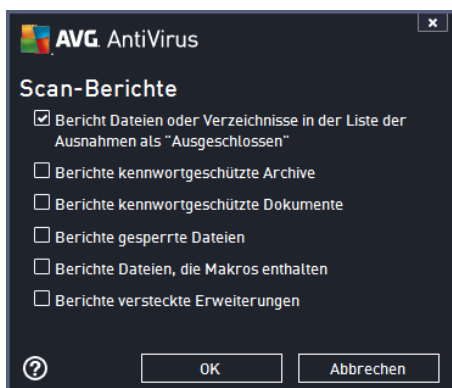 AVG. AntiVirus
Scan-Berichte
Bericht Dateien oder Verzeichnisse in der Liste der
Ausnahmen als "Ausgeschlossen"
Berichte kennwortgeschützte Archive
Berichte kennwortgeschützte Dokumente
Berichte gesperrte Dateien
Berichte Dateien, die Makros enthalten
Berichte versteckte Erweiterungen
OK
Abbrechen